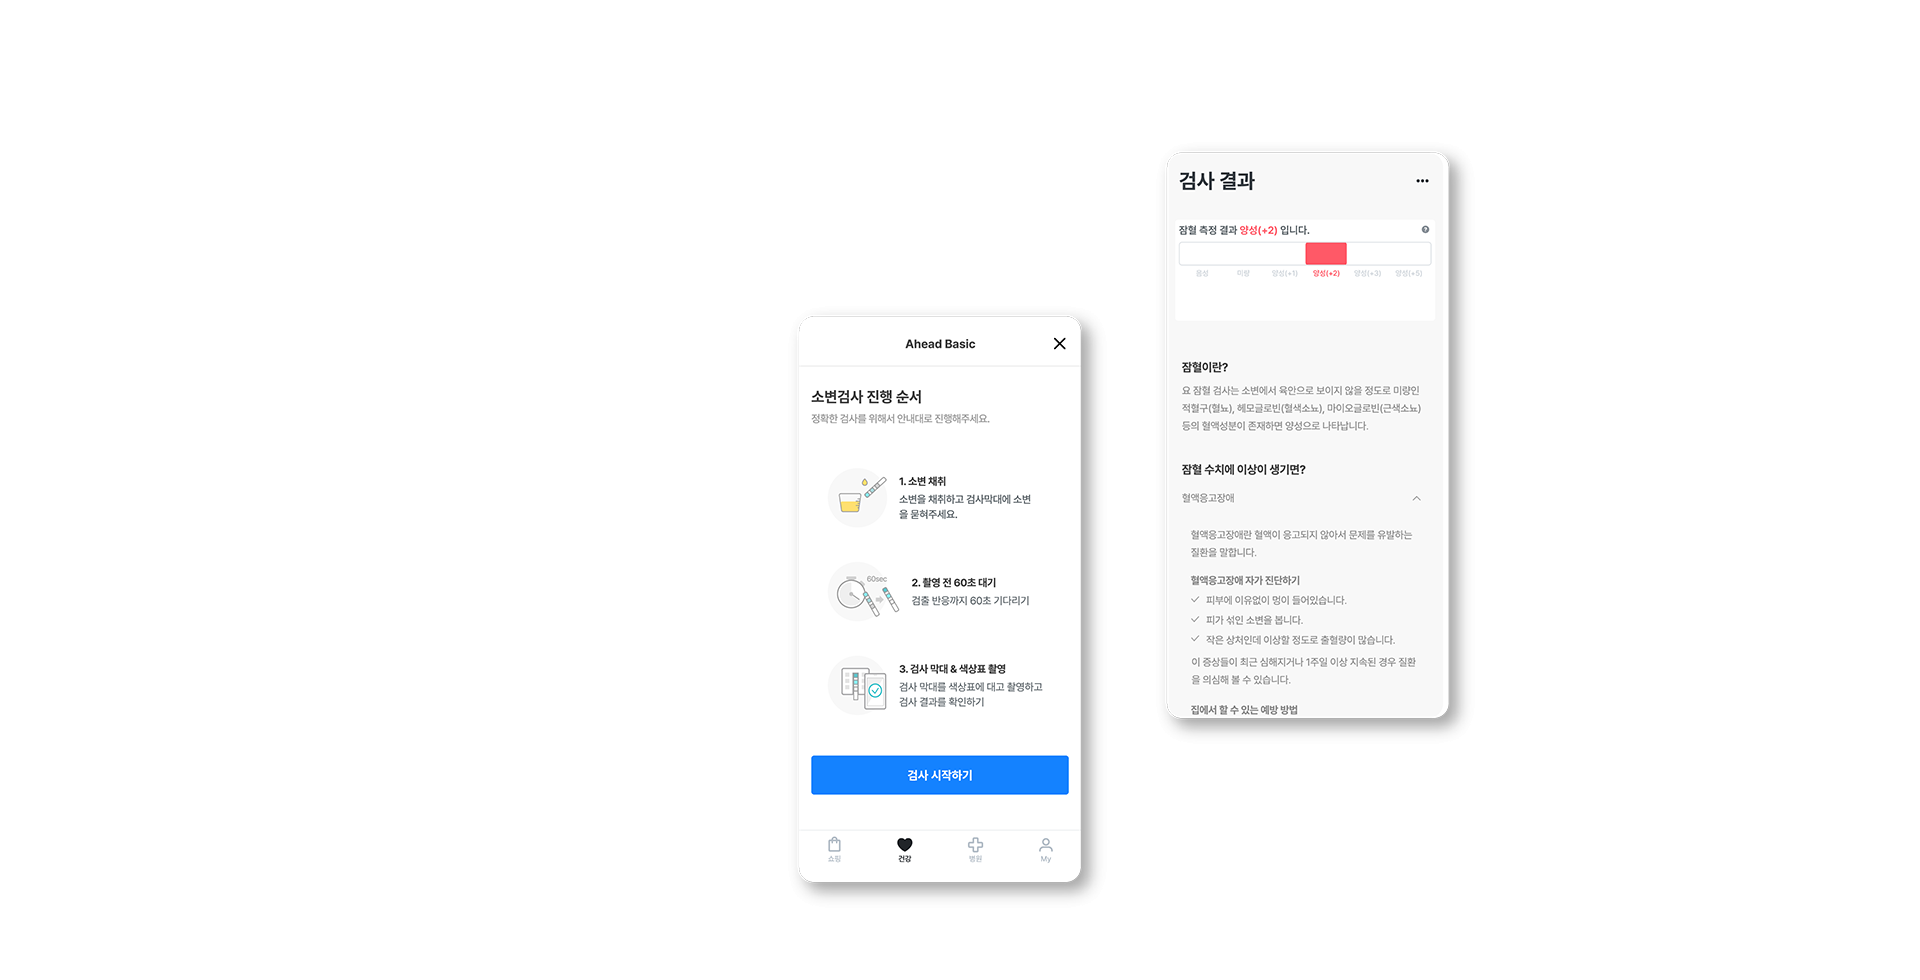 Ahead Basic
소변검사 진행 순서
정확한 검사를 위해서 안내대로 진행해주세요.
1. 소변 채취
소변을 채취하고 검사막대에 소변
을 묻혀주세요.
60sec
2. 촬영 전 60초 대기
검출 반응까지 60초 기다리기
3. 검사 막대 & 색상표 촬영
검사 막대를 색상표에 대고 촬영하고
검사 결과를 확인하기
검사 시작하기
쇼핑 건강 병원 My
검사 결과
잠혈 측정 결과 양성(+2) 입니다.
음성 미량 양성(+1) 양성(+2) 양성(+3) 양성(+5)
잠혈이란?
요 잠혈 검사는 소변에서 육안으로 보이지 않을 정도로 미량인
적혈구(혈뇨), 헤모글로빈(혈색소뇨), 마이오글로빈(근색소뇨)
등의 혈액성분이 존재하면 양성으로 나타납니다.
잠혈 수치에 이상이 생기면?
혈액응고장애
혈액응고장애란 혈액이 응고되지 않아서 문제를 유발하는
질환을 말합니다.
혈액응고장애 자가 진단하기
피부에 이유없이 멍이 들어있습니다.
피가 섞인 소변을 봅니다.
작은 상처인데 이상할 정도로 출혈량이 많습니다.
이 증상들이 최근 심해지거나 1주일 이상 지속된 경우 질환
을 의심해 볼 수 있습니다.
집에서 할 수 있는 예방 방법